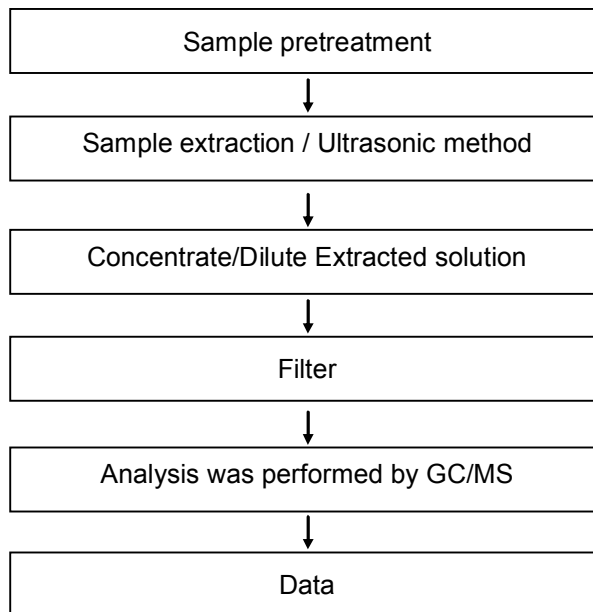 Sample pretreatment
Sample extraction / Ultrasonic method
Concentrate/Dilute Extracted solution
Filter
Analysis was performed by GC/MS
Data